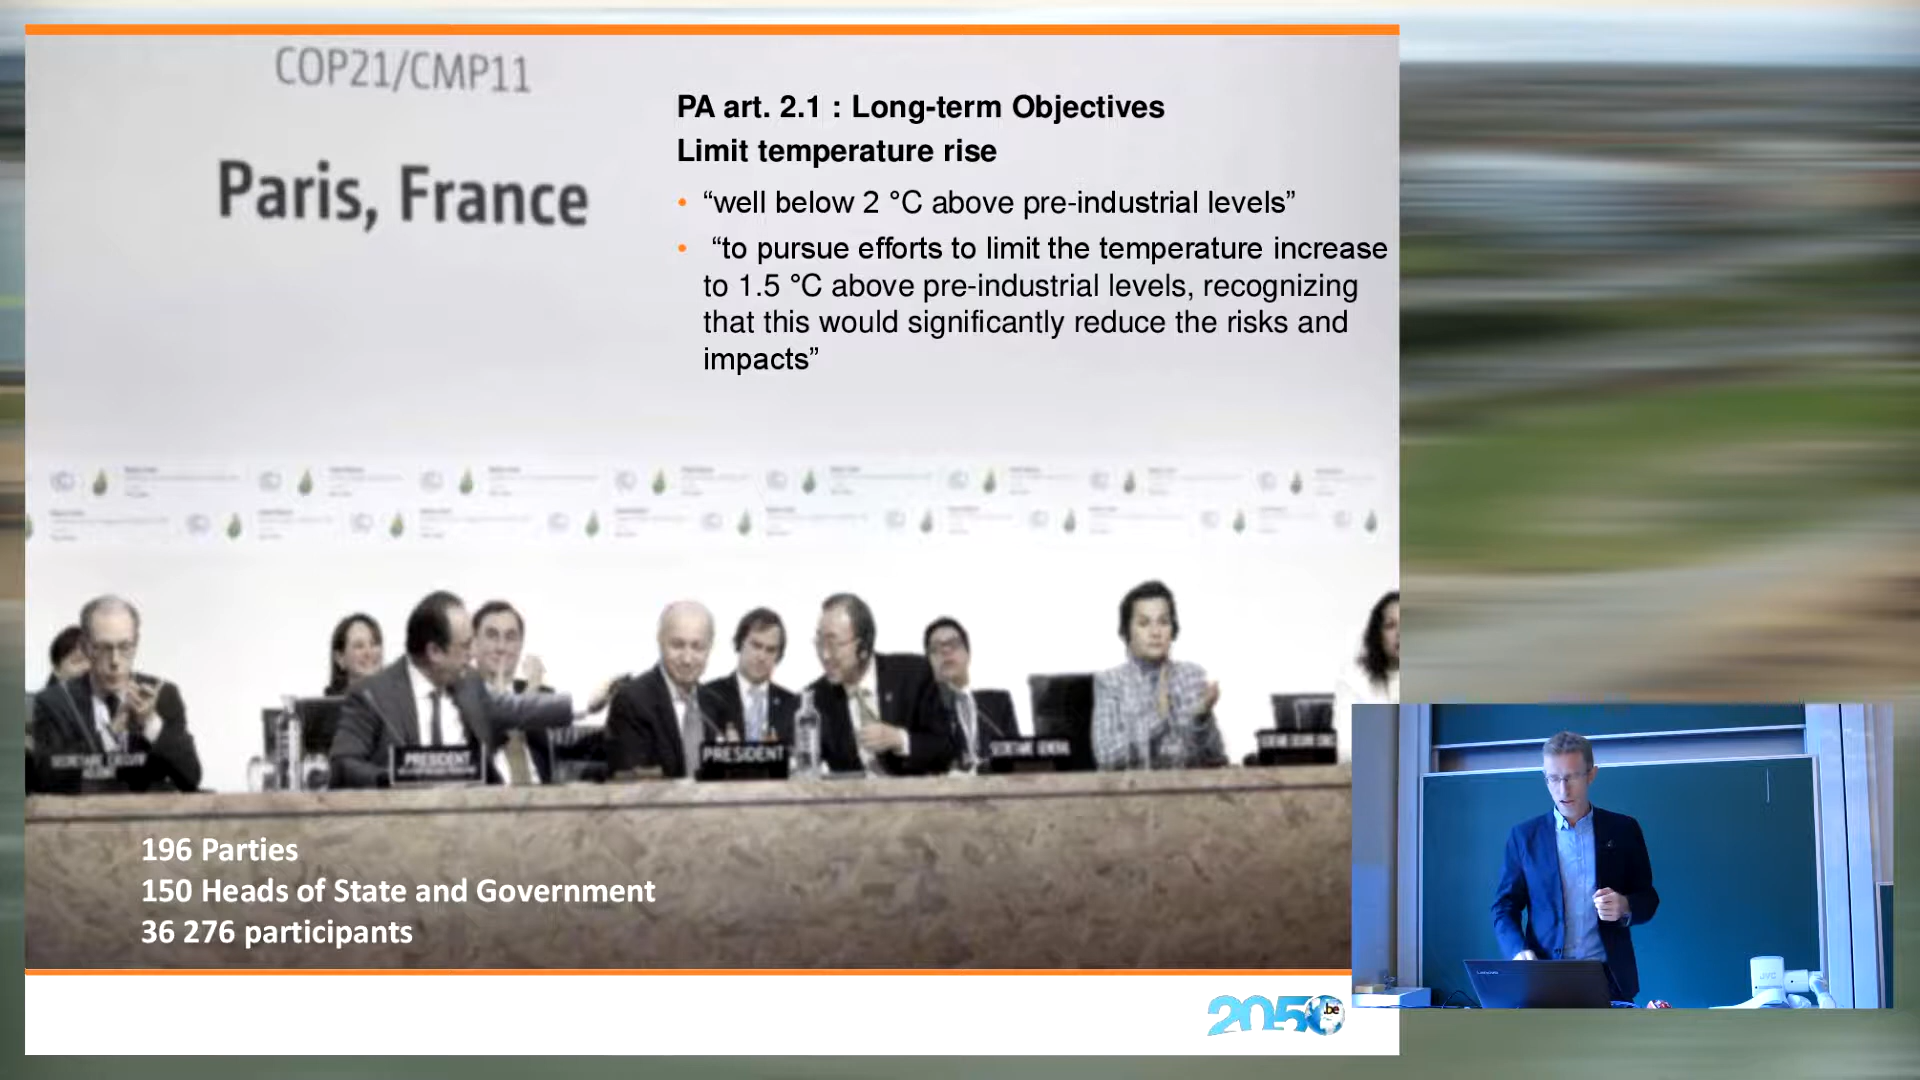 COP21/CMP11
Paris, France
PA art. 2.1 : Long-term Objectives
Limit temperature rise
• “well below 2 °C above pre-industrial levels”
• “to pursue efforts to limit the temperature increase
to 1.5 °C above pre-industrial levels, recognizing
that this would significantly reduce the risks and
impacts”
PRESIDENT
PRESIDENT
SECRETAIRE GENERAL
196 Parties
150 Heads of State and Government
36 276 participants
2050.be
JVC